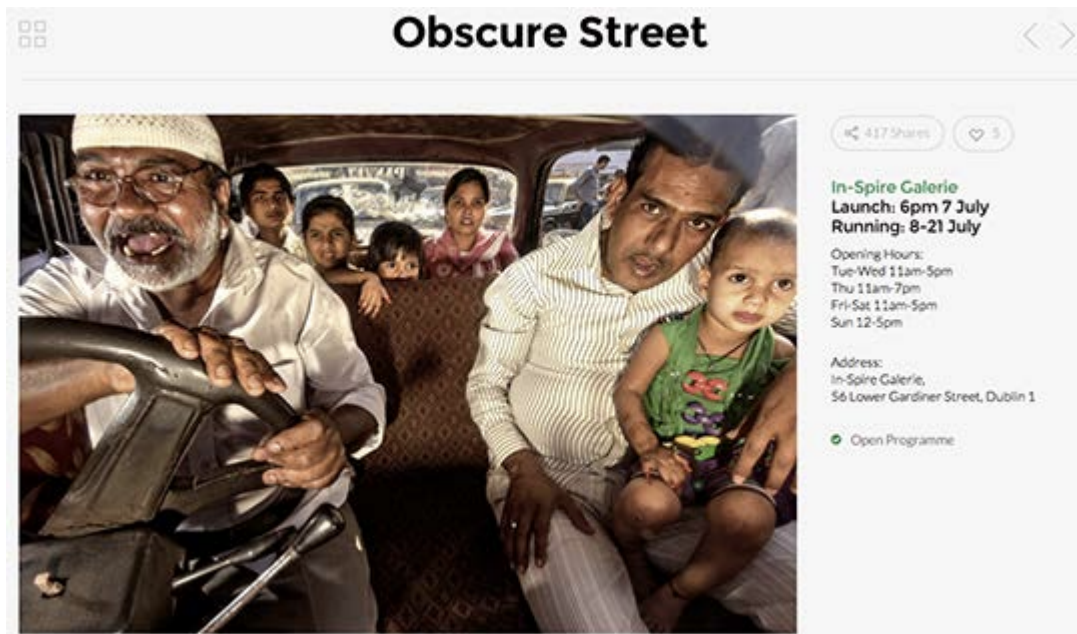 Obscure Street
417 Shares
5
In-Spire Galerie
Launch: 6pm 7 July
Running: 8-21 July
Opening Hours:
Tue-Wed 11am-5pm
Thu 11am-7pm
Fri-Sat 11am-5pm
Sun 12-5pm
Address:
In-Spire Galerie,
56 Lower Gardiner Street, Dublin 1
Open Programme